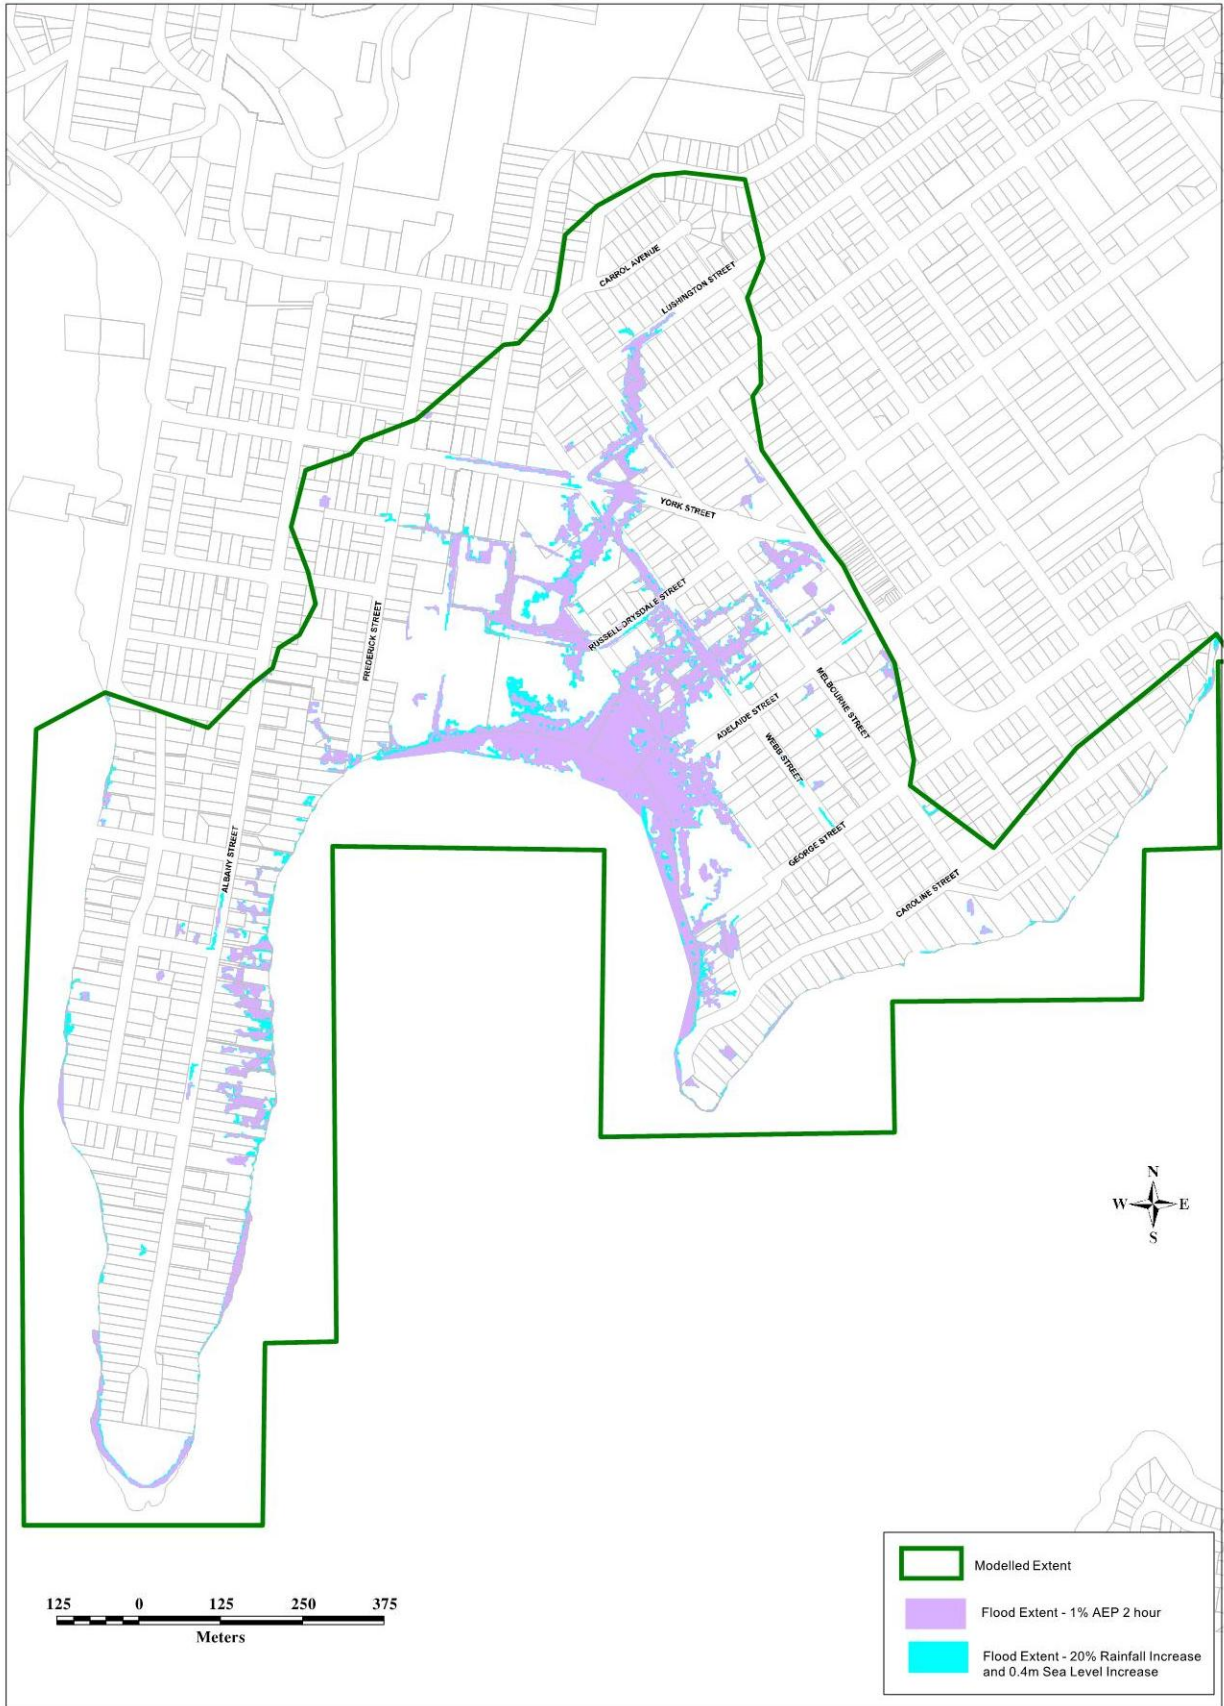 CARROL AVENUE
LUSHINGTON STREET
YORK STREET
RUSSELL DRYSDALE STREET
FREDERICK STREET
MELBOURNE STREET
ADELAIDE STREET
WEBB STREET
GEORGE STREET
ALBANY STREET
CAROLINE STREET
N
W E
S
125 0 125 250 375
Meters
Modelled Extent
Flood Extent - 1% AEP 2 hour
Flood Extent - 20% Rainfall Increase
and 0.4m Sea Level Increase